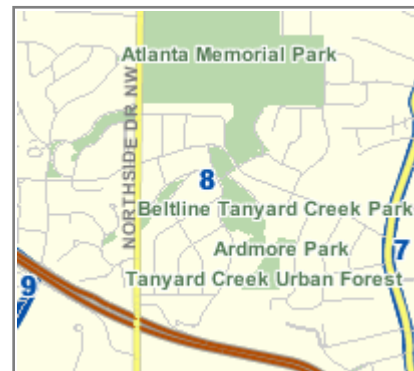 Atlanta Memorial Park
NORTHSIDE DR NW
8
Beltline Tanyard Creek Park
Ardmore Park
7
Tanyard Creek Urban Forest
9